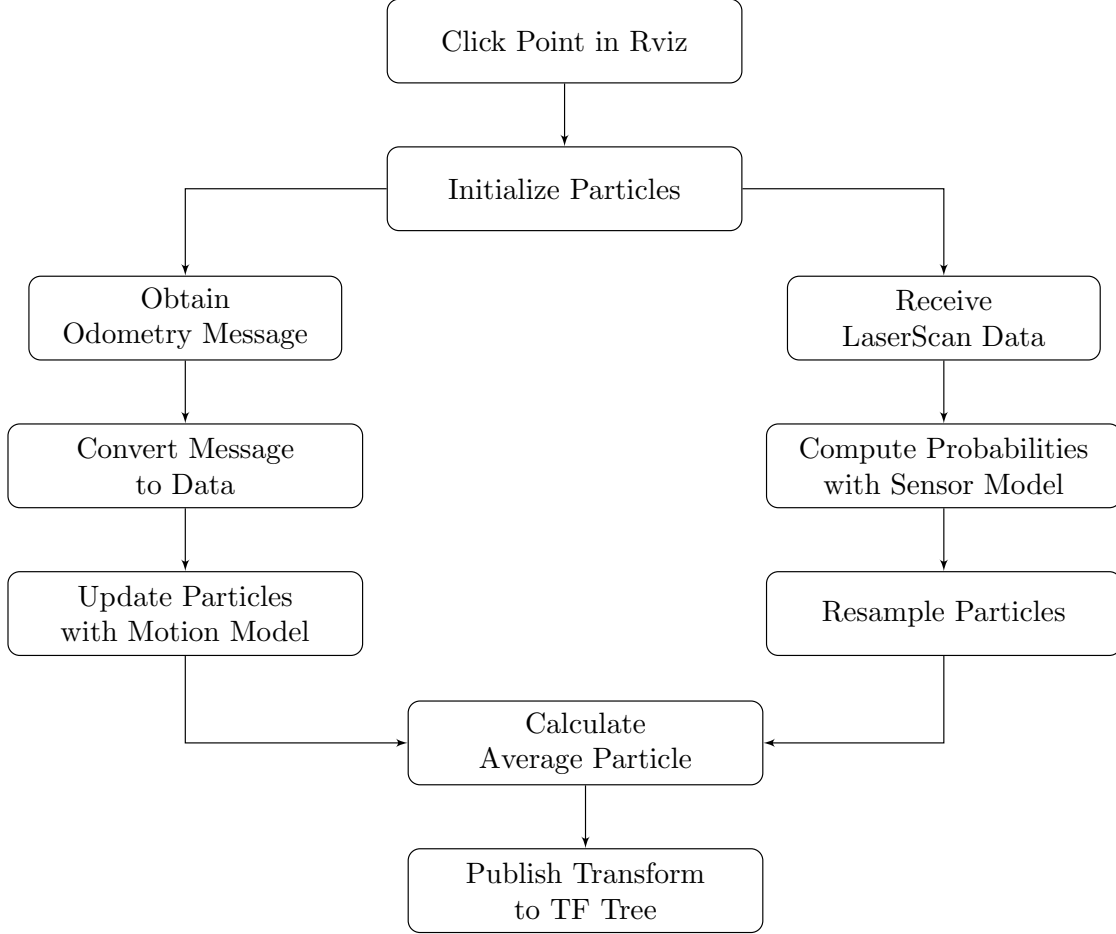 Click Point in Rviz
Initialize Particles
Obtain
Odometry Message
Receive
LaserScan Data
Convert Message
to Data
Compute Probabilities
with Sensor Model
Update Particles
with Motion Model
Resample Particles
Calculate
Average Particle
Publish Transform
to TF Tree